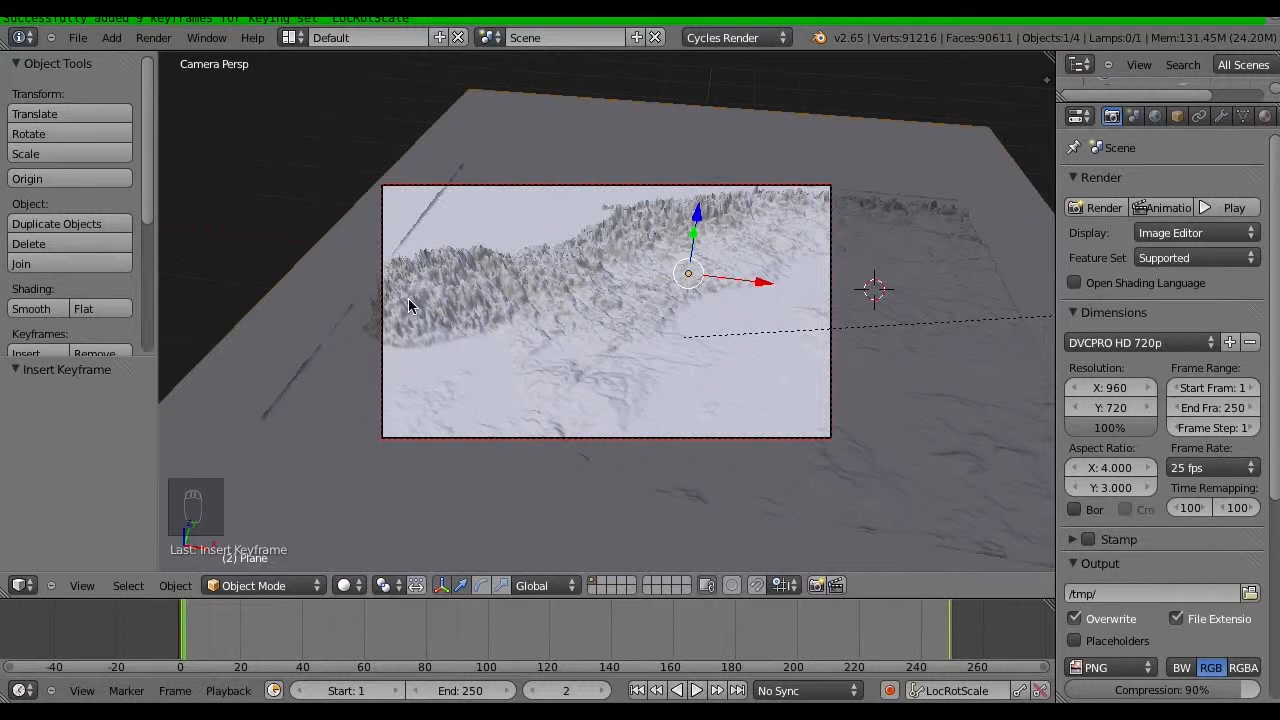 Successfully added 9 keyframes for keying set 'LocRotScale'
File Add Render Window Help Default Scene Cycles Render v2.65 | Verts:91216 | Faces:90611 | Objects:1/4 | Lamps:0/1 | Mem:131.45M (24.20M)
Object Tools
Transform:
Translate
Rotate
Scale
Origin
Object:
Duplicate Objects
Delete
Join
Shading:
Smooth Flat
Keyframes:
Insert Remove
Insert Keyframe
Camera Persp
Last: Insert Keyframe
(2) Plane
View Select Object Object Mode Global
-40 -20 0 20 40 60 80 100 120 140 160 180 200 220 240 260
View Marker Frame Playback Start: 1 End: 250 2 No Sync LocRotScale
View Search All Scenes
Scene
Render
Render Animatio Play
Display: Image Editor
Feature Set Supported
Open Shading Language
Dimensions
DVCPRO HD 720p
Resolution: Frame Range:
X: 960 Start Fram: 1
Y: 720 End Fra: 250
100% Frame Step: 1
Aspect Ratio: Frame Rate:
X: 4.000 25 fps
Y: 3.000 Time Remapping:
Bor Cro 100 100
Stamp
Output
/tmp/
Overwrite File Extensio
Placeholders
PNG BW RGB RGBA
Compression: 90%